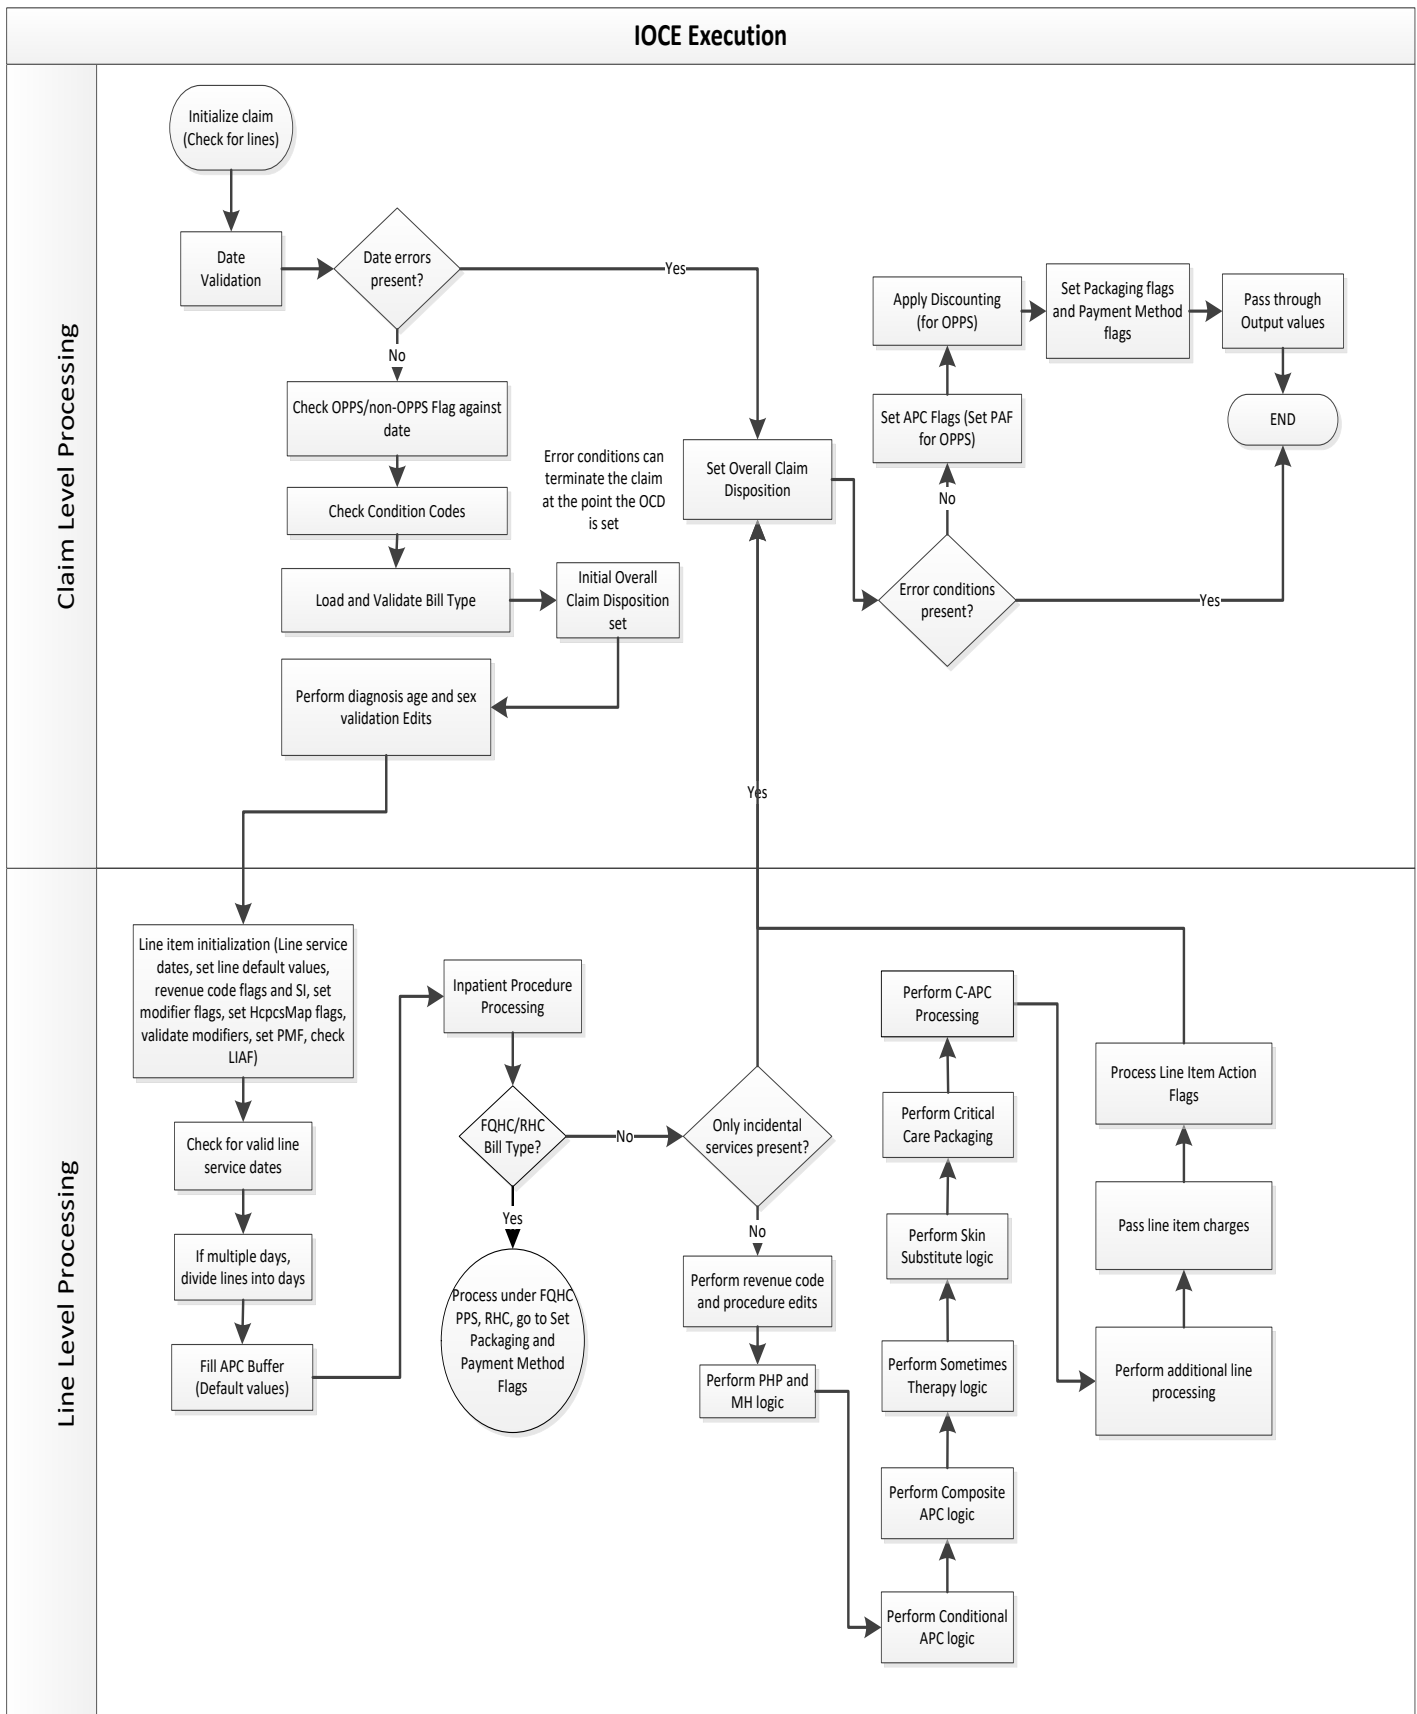 IOCE Execution
Claim Level Processing
Initialize claim
(Check for lines)
Date
Validation
Date errors
present?
Yes
No
Check OPPS/non-OPPS Flag against
date
Check Condition Codes
Load and Validate Bill Type
Error conditions can
terminate the claim
at the point the OCD
is set
Initial Overall
Claim Disposition
set
Perform diagnosis age and sex
validation Edits
Set Overall Claim
Disposition
Apply Discounting
(for OPPS)
Set Packaging flags
and Payment Method
flags
Pass through
Output values
Set APC Flags (Set PAF
for OPPS)
END
No
Error conditions
present?
Yes
Yes
Line Level Processing
Line item initialization (Line service
dates, set line default values,
revenue code flags and SI, set
modifier flags, set HcpcsMap flags,
validate modifiers, set PMF, check
LIAF)
Check for valid line
service dates
If multiple days,
divide lines into days
Fill APC Buffer
(Default values)
Inpatient Procedure
Processing
FQHC/RHC
Bill Type?
No
Yes
Process under FQHC
PPS, RHC, go to Set
Packaging and
Payment Method
Flags
Only incidental
services present?
No
Perform revenue code
and procedure edits
Perform PHP and
MH logic
Perform C-APC
Processing
Perform Critical
Care Packaging
Perform Skin
Substitute logic
Perform Sometimes
Therapy logic
Perform Composite
APC logic
Perform Conditional
APC logic
Process Line Item Action
Flags
Pass line item charges
Perform additional line
processing